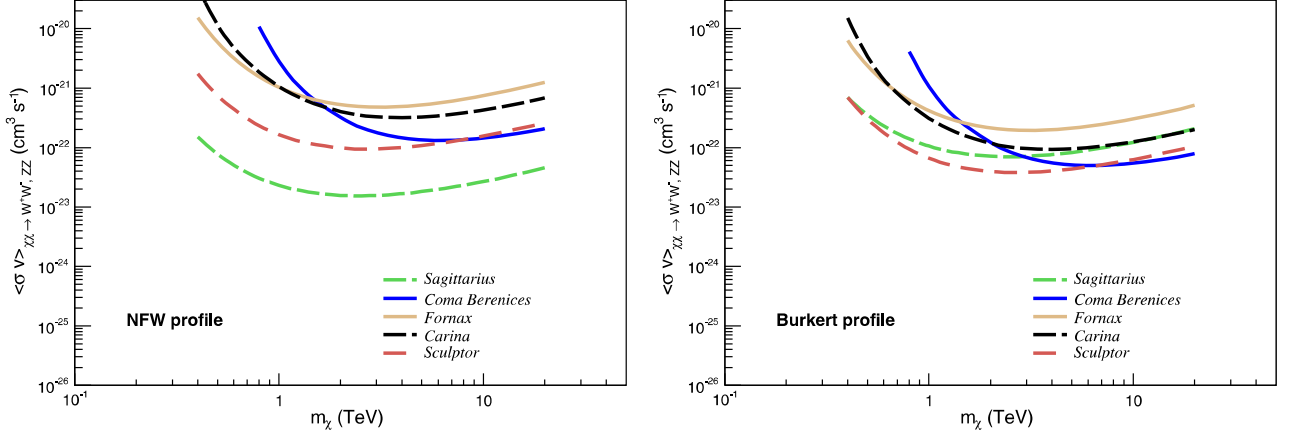 <σ v>χχ → W⁺W⁻, ZZ (cm³ s⁻¹)
10⁻²⁰
10⁻²¹
10⁻²²
10⁻²³
10⁻²⁴
10⁻²⁵
10⁻²⁶
Sagittarius
Coma Berenices
Fornax
Carina
Sculptor
NFW profile
10⁻¹ 1 10
mχ (TeV)
<σ v>χχ → W⁺W⁻, ZZ (cm³ s⁻¹)
10⁻²⁰
10⁻²¹
10⁻²²
10⁻²³
10⁻²⁴
10⁻²⁵
10⁻²⁶
Sagittarius
Coma Berenices
Fornax
Carina
Sculptor
Burkert profile
10⁻¹ 1 10
mχ (TeV)